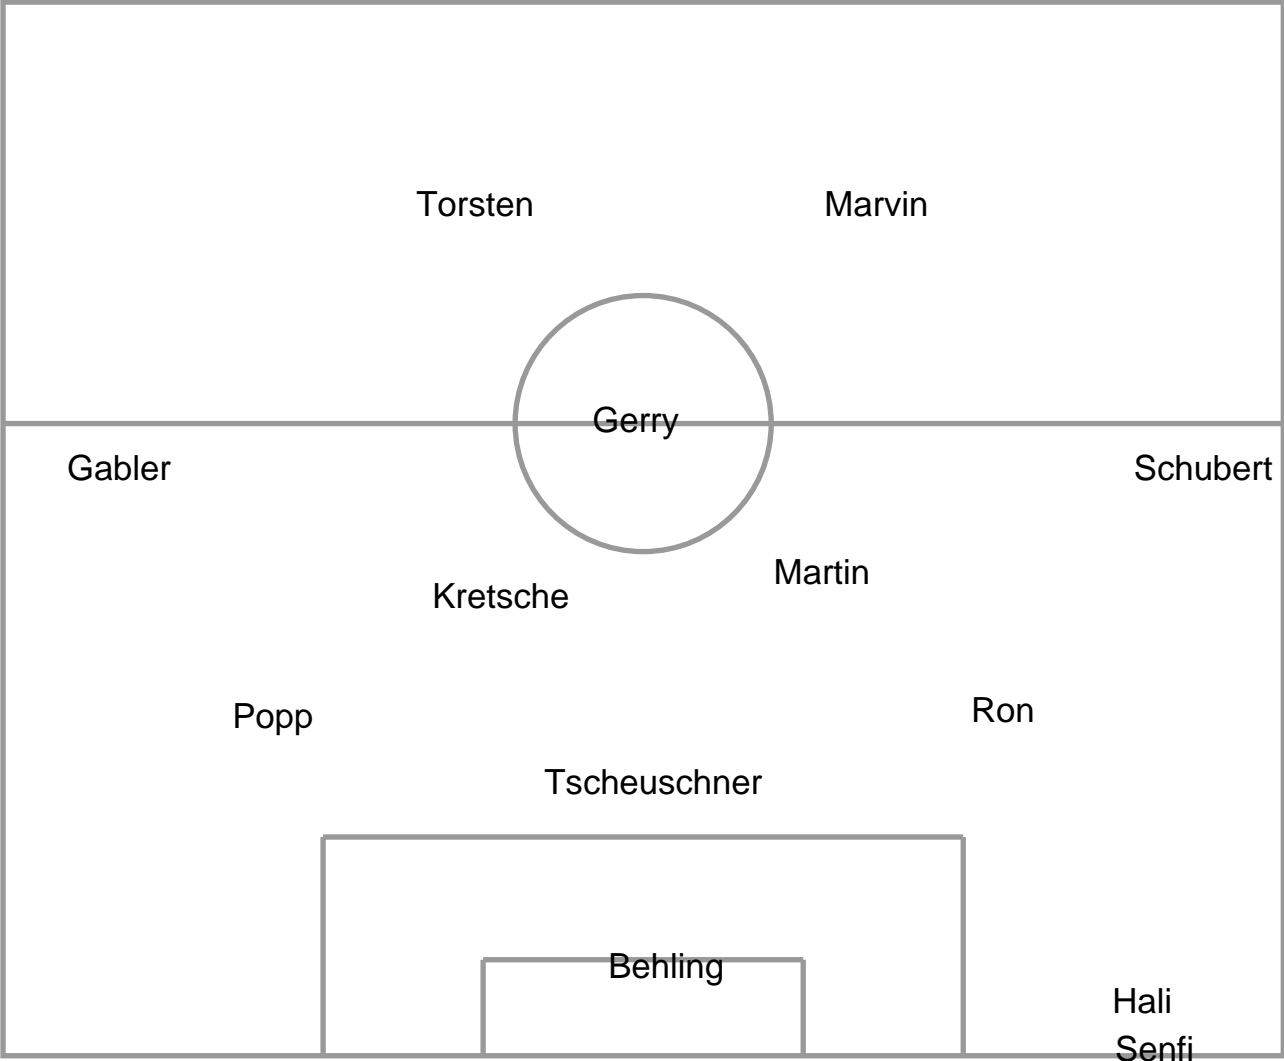 Torsten
Marvin
Gerry
Gabler
Schubert
Martin
Kretsche
Ron
Popp
Tscheuschner
Behling
Hali
Senfi